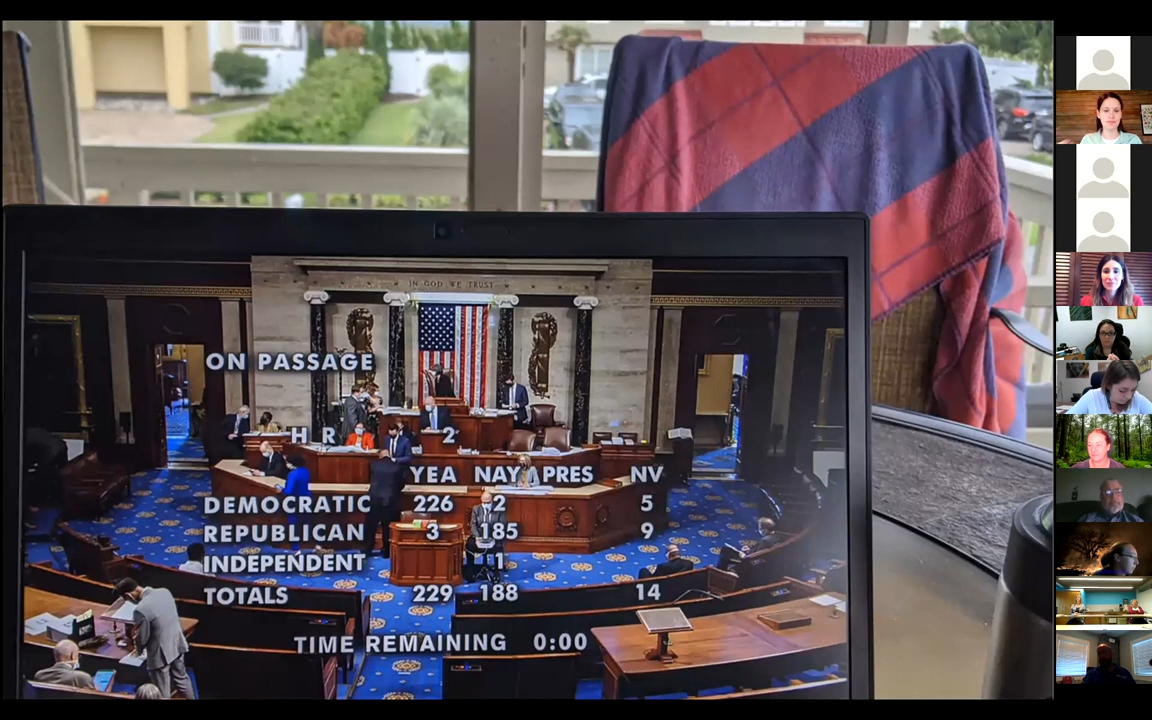 IN GOD WE TRUST
ON PASSAGE
H R 2
YEA NAY PRES NV
DEMOCRATIC 226 2 5
REPUBLICAN 3 185 9
INDEPENDENT 1
TOTALS 229 188 14
TIME REMAINING 0:00